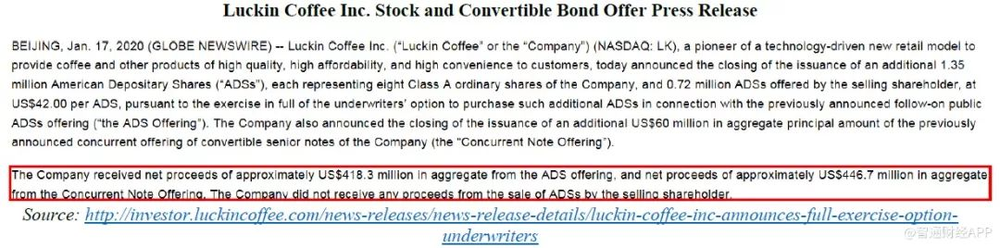 Luckin Coffee Inc. Stock and Convertible Bond Offer Press Release
BEIJING, Jan. 17, 2020 (GLOBE NEWSWIRE) -- Luckin Coffee Inc. (“Luckin Coffee” or the “Company”) (NASDAQ: LK), a pioneer of a technology-driven new retail model to
provide coffee and other products of high quality, high affordability, and high convenience to customers, today announced the closing of the issuance of an additional 1.35
million American Depositary Shares (“ADSs”), each representing eight Class A ordinary shares of the Company, and 0.72 million ADSs offered by the selling shareholder, at
US$42.00 per ADS, pursuant to the exercise in full of the underwriters’ option to purchase such additional ADSs in connection with the previously announced follow-on public
ADSs offering (“the ADS Offering”). The Company also announced the closing of the issuance of an additional US$60 million in aggregate principal amount of the previously
announced concurrent offering of convertible senior notes of the Company (the “Concurrent Note Offering”).
The Company received net proceeds of approximately US$418.3 million in aggregate from the ADS offering, and net proceeds of approximately US$446.7 million in aggregate
from the Concurrent Note Offering. The Company did not receive any proceeds from the sale of ADSs by the selling shareholder.
Source: http://investor.luckincoffee.com/news-releases/news-release-details/luckin-coffee-inc-announces-full-exercise-option-
underwriters
@智通财经APP